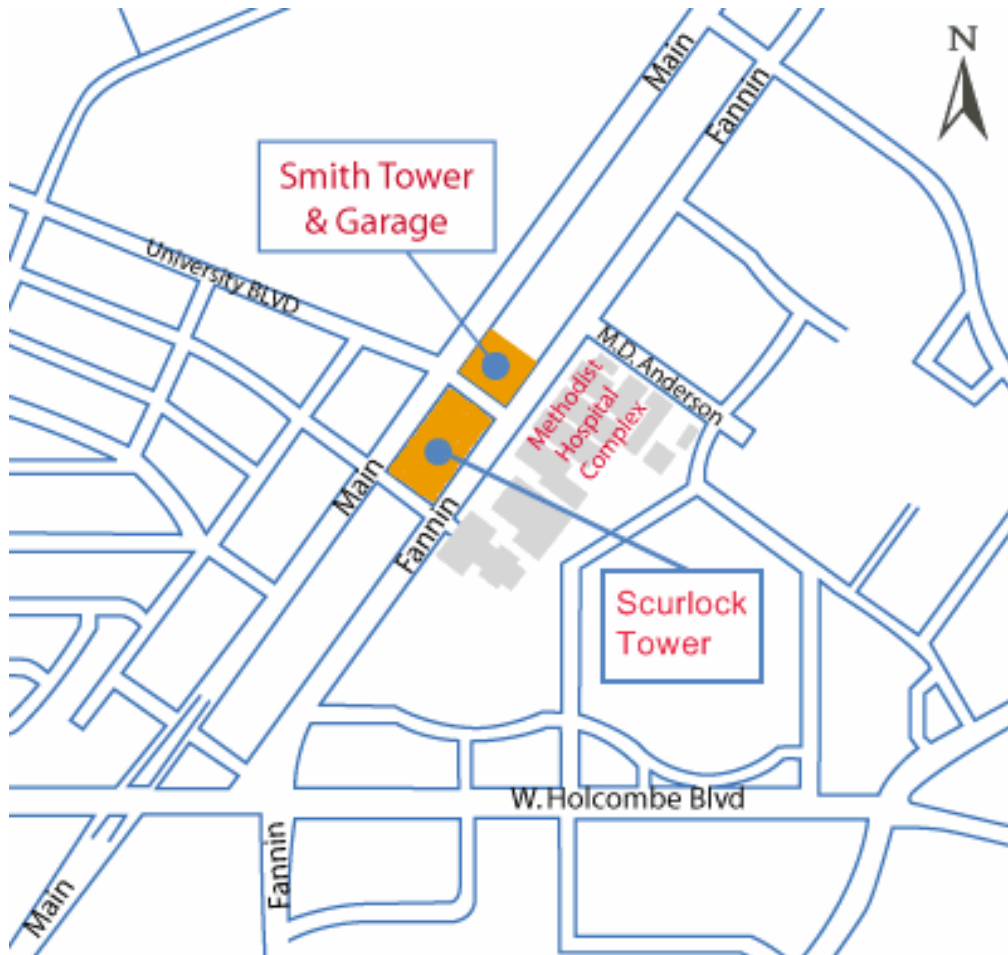 N
Main
Fannin
Smith Tower
& Garage
University BLVD
M.D. Anderson
Methodist
Hospital
Complex
Main
Fannin
Scurlock
Tower
W. Holcombe Blvd
Fannin
Main